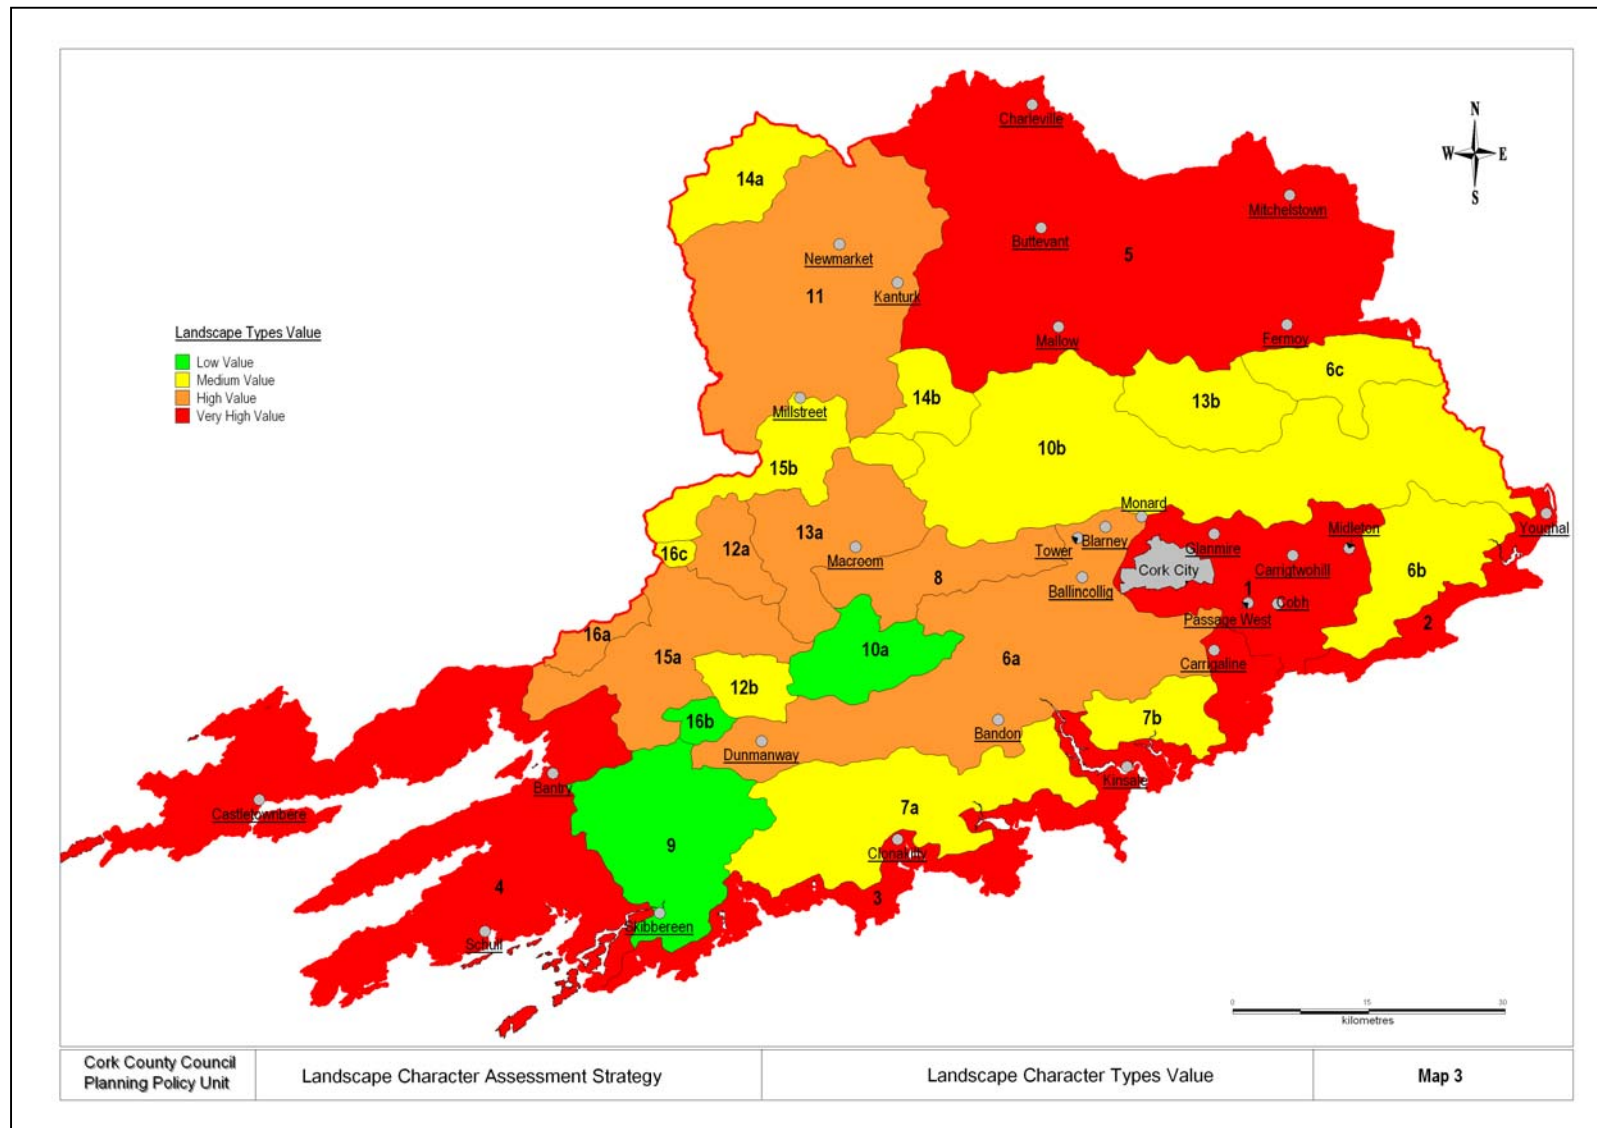 Charleville
N
W E
S
14a
Mitchelstown
Buttevant
Newmarket
5
11
Kanturk
Landscape Types Value
Low Value
Medium Value
High Value
Very High Value
Mallow
Fermoy
6c
14b
13b
Millstreet
10b
15b
Monard
Midleton
Youghal
13a
12a
16c
Macroom
Tower
Blarney
Glanmire
Cork City
Carrigtwohill
6b
8
Ballincollig
1
Cobh
Passage West
2
16a
15a
10a
6a
Carrigaline
12b
16b
7b
Bandon
Dunmanway
Kinsale
Bantry
Castletownbere
7a
9
Clonakilty
4
3
Skibbereen
Schull
0 15 30
kilometres
Cork County Council
Planning Policy Unit
Landscape Character Assessment Strategy
Landscape Character Types Value
Map 3